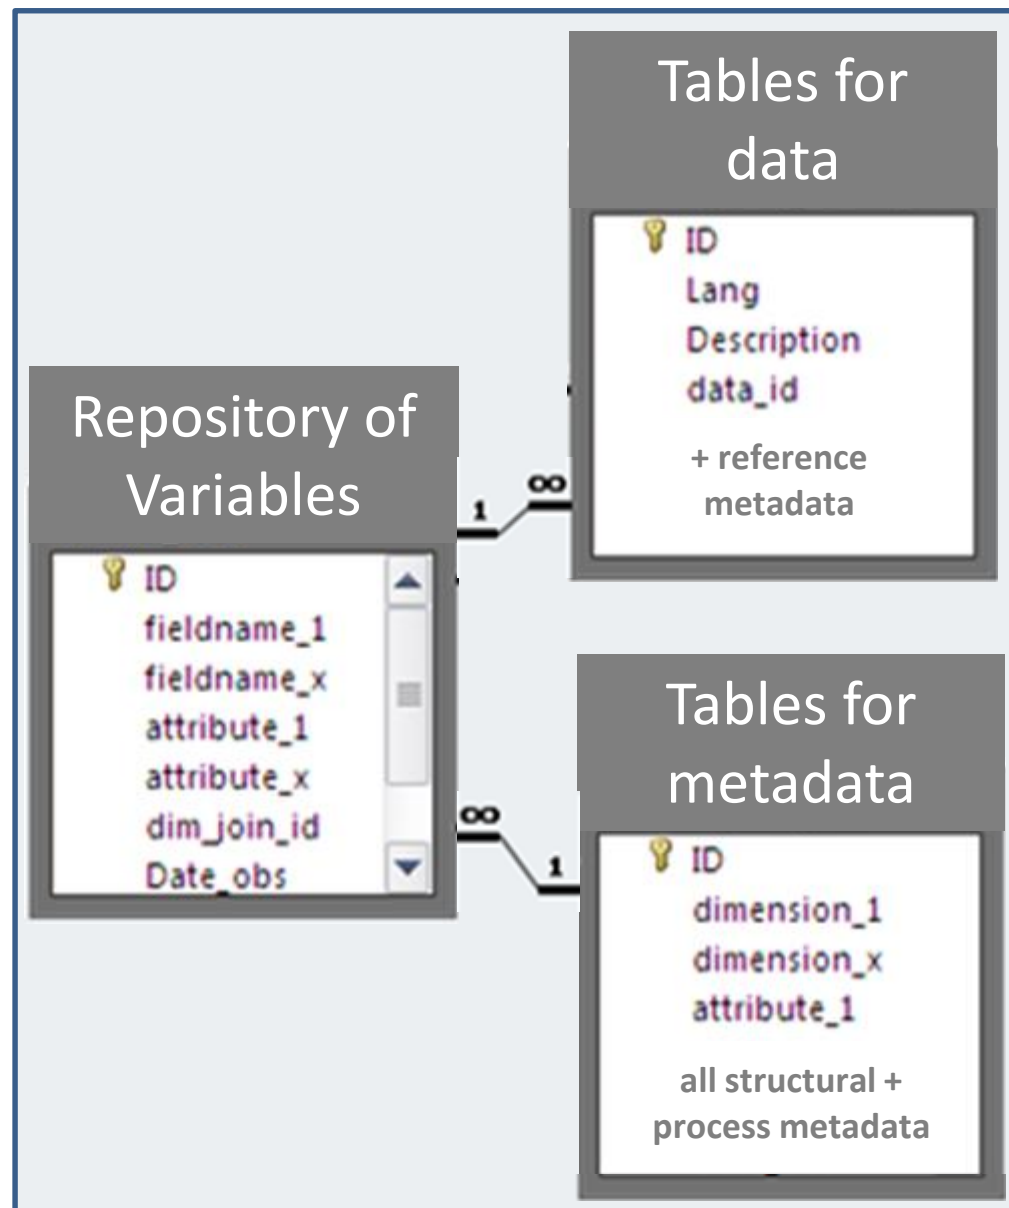 Tables for
data
ID
Lang
Description
data_id
+ reference
metadata
Repository of
Variables
ID
fieldname_1
fieldname_x
attribute_1
attribute_x
dim_join_id
Date_obs
1
∞
∞
1
Tables for
metadata
ID
dimension_1
dimension_x
attribute_1
all structural +
process metadata